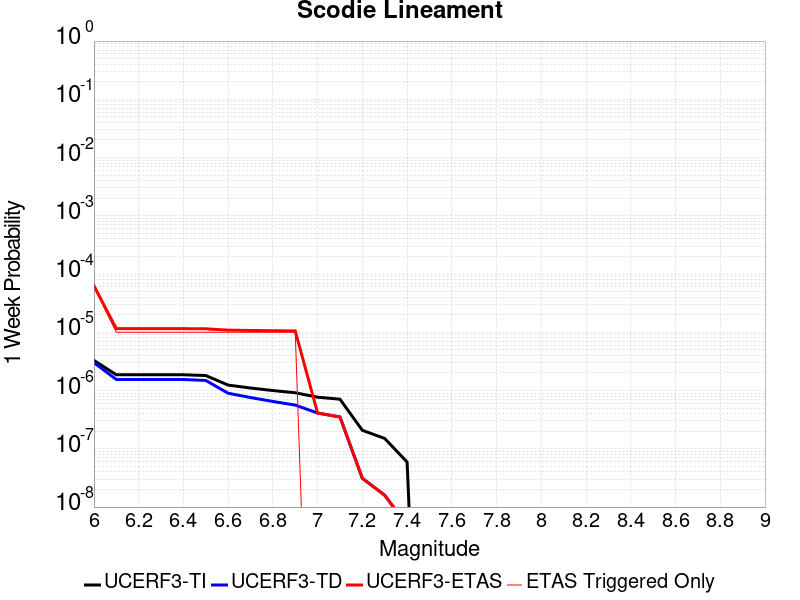 Scodie Lineament
10^0
10^-1
10^-2
10^-3
10^-4
10^-5
10^-6
10^-7
10^-8
1 Week Probability
6 6.2 6.4 6.6 6.8 7 7.2 7.4 7.6 7.8 8 8.2 8.4 8.6 8.8 9
Magnitude
UCERF3-TI UCERF3-TD UCERF3-ETAS ETAS Triggered Only